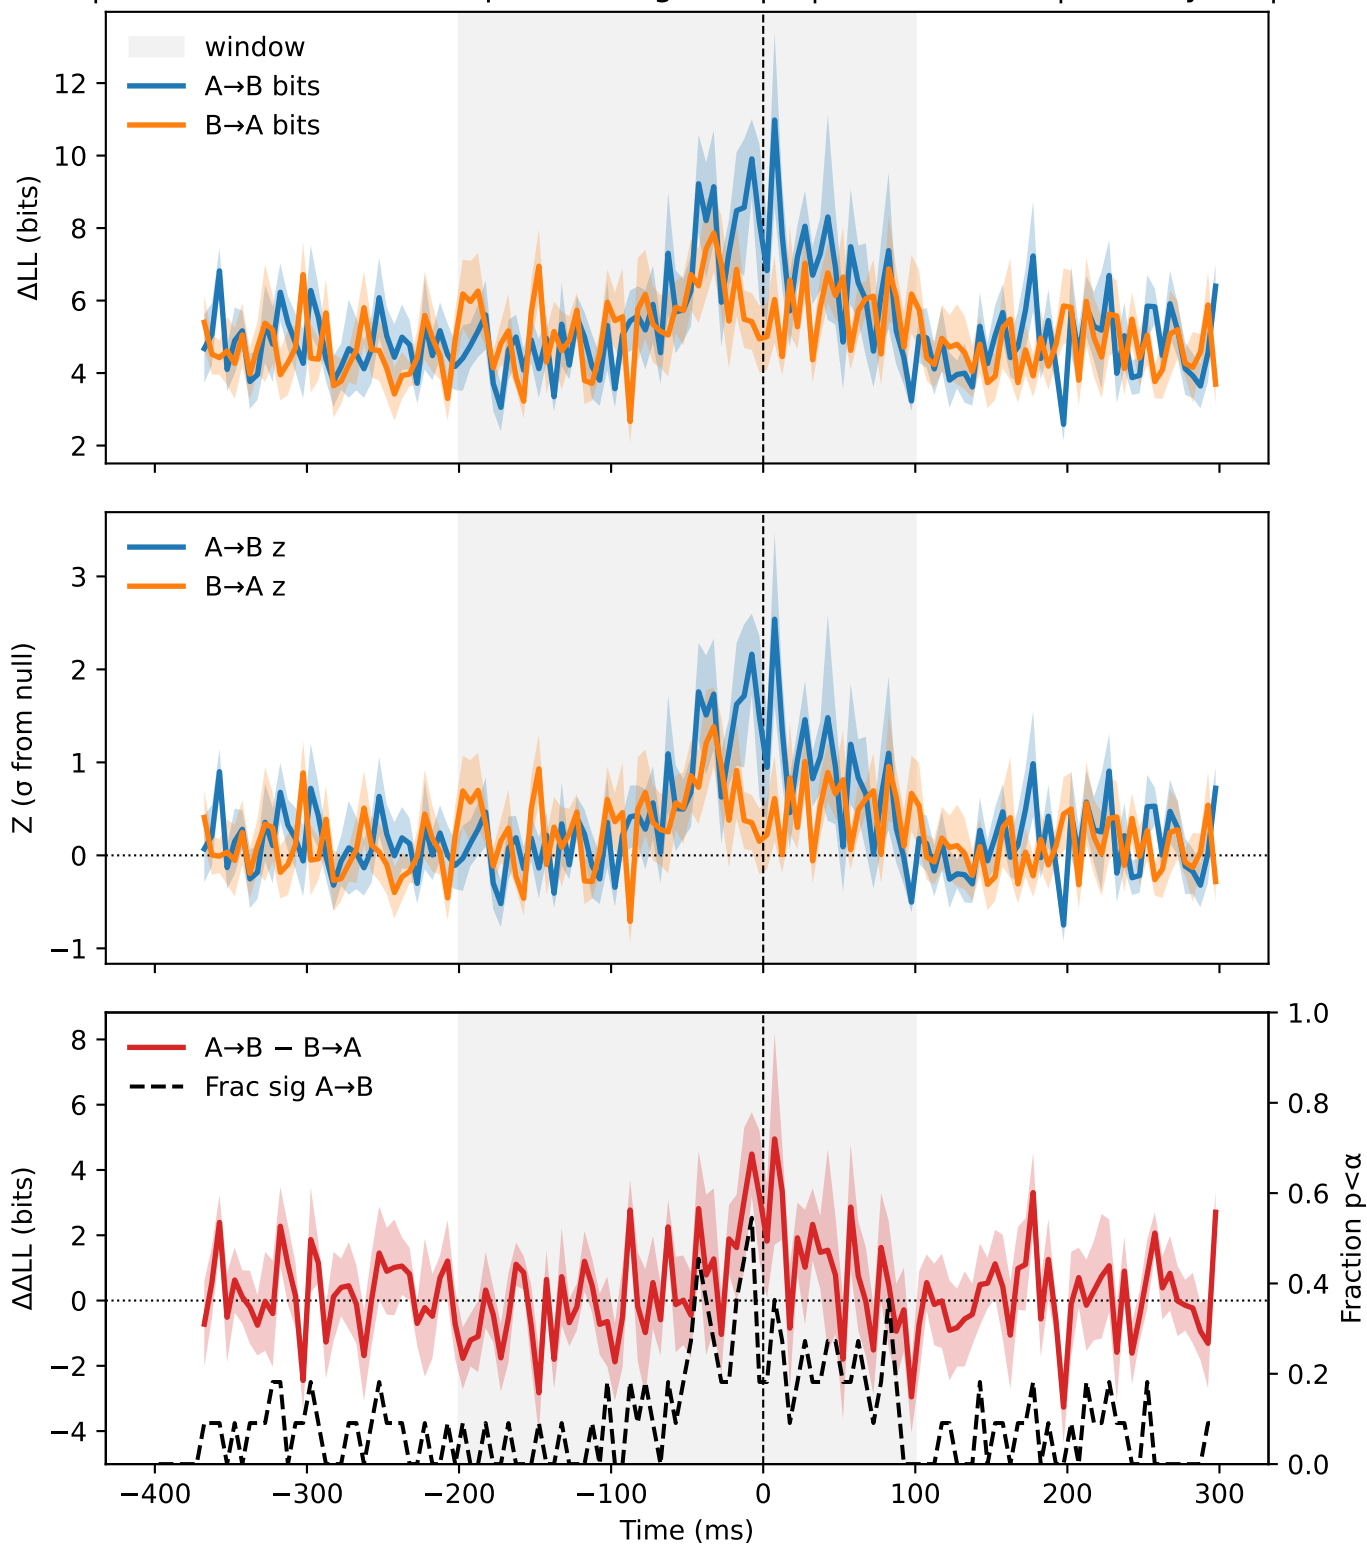 window
A→B bits
B→A bits
ΔLL (bits)
12
10
8
6
4
2
A→B z
B→A z
Z (σ from null)
3
2
1
0
−1
A→B − B→A
Frac sig A→B
ΔΔLL (bits)
8
6
4
2
0
−2
−4
1.0
0.8
0.6
0.4
0.2
0.0
Fraction p<α
−400
−300
−200
−100
0
100
200
300
Time (ms)